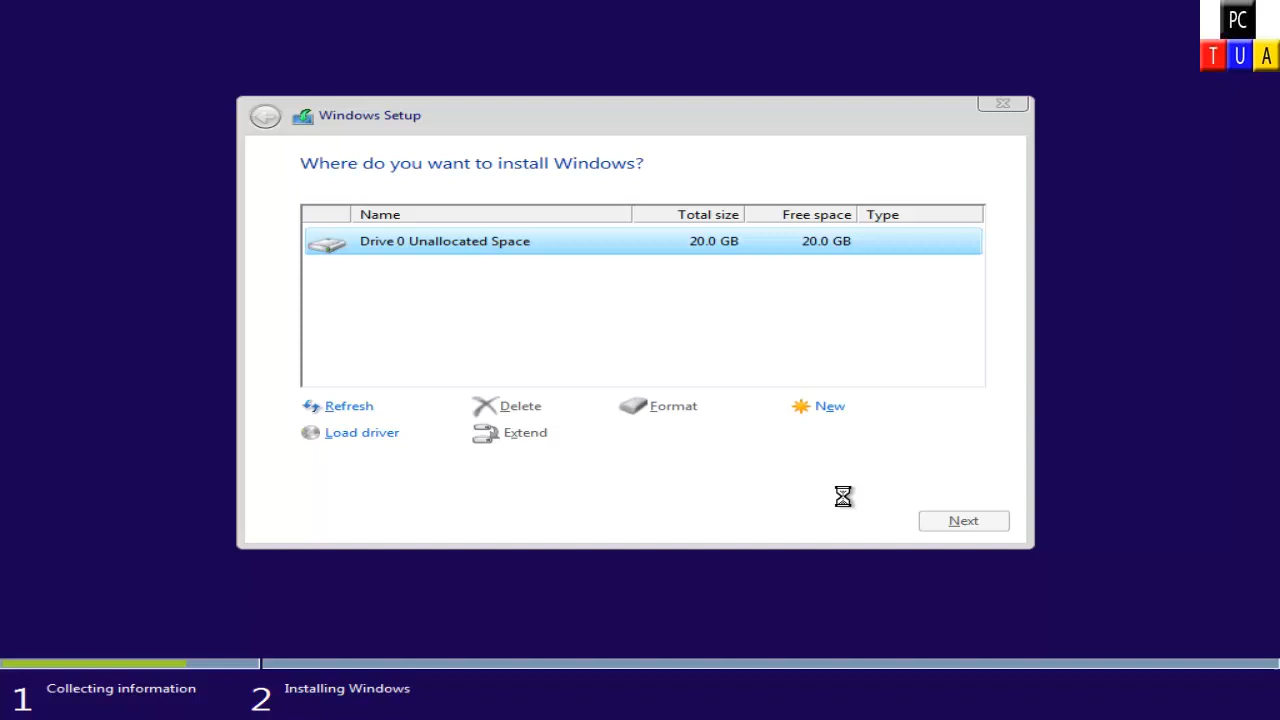 PC
T U A
Windows Setup
Where do you want to install Windows?
Name Total size Free space Type
Drive 0 Unallocated Space 20.0 GB 20.0 GB
Refresh Delete Format New
Load driver Extend
Next
1 Collecting information 2 Installing Windows